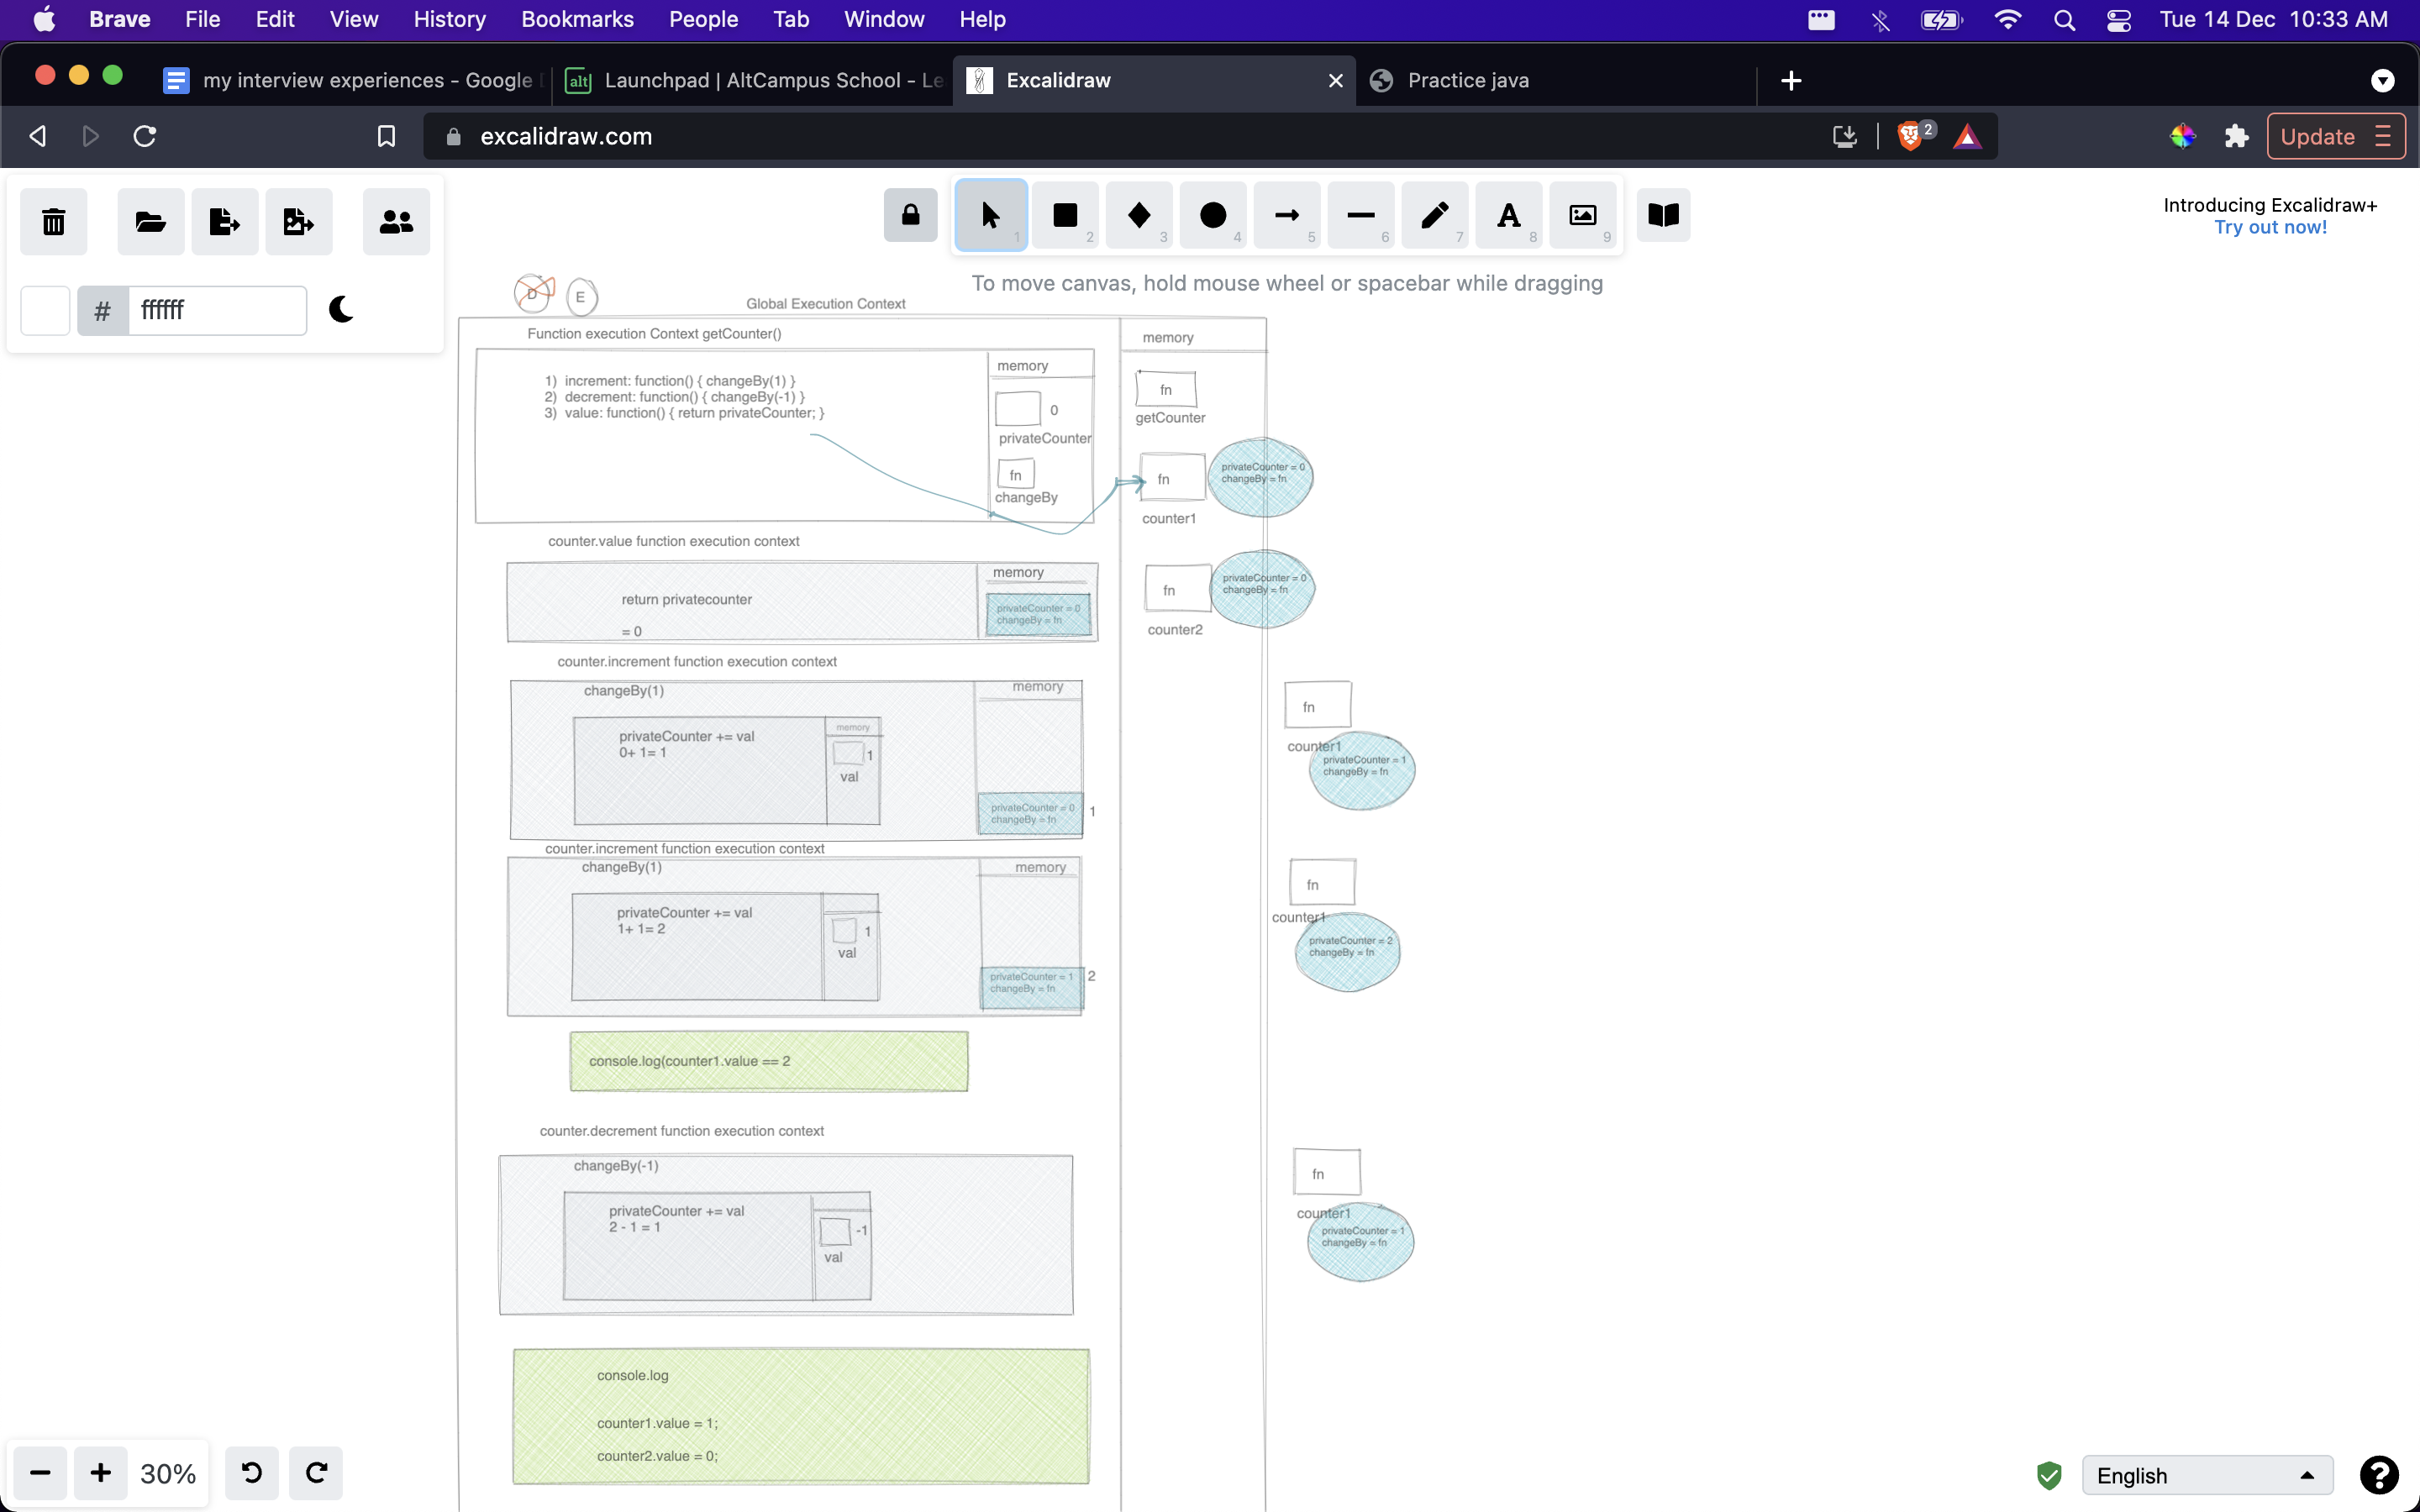 Brave File Edit View History Bookmarks People Tab Window Help Tue 14 Dec 10:33 AM
my interview experiences - Google
alt Launchpad | AltCampus School - Le
Excalidraw
Practice java
excalidraw.com
2
Update
1 2 3 4 5 6 7 A 8 9
Introducing Excalidraw+
Try out now!
# ffffff
To move canvas, hold mouse wheel or spacebar while dragging
D E
Global Execution Context
Function execution Context getCounter()
memory
memory
1) increment: function() { changeBy(1) }
2) decrement: function() { changeBy(-1) }
3) value: function() { return privateCounter; }
0
privateCounter
fn
changeBy
fn
getCounter
fn
privateCounter = 0
changeBy = fn
counter1
counter.value function execution context
memory
return privatecounter
= 0
privateCounter = 0
changeBy = fn
fn
privateCounter = 0
changeBy = fn
counter2
counter.increment function execution context
changeBy(1)
memory
privateCounter += val
0+ 1= 1
memory
1
val
privateCounter = 0
changeBy = fn
1
fn
counter1
privateCounter = 1
changeBy = fn
counter.increment function execution context
changeBy(1)
memory
privateCounter += val
1+ 1= 2
1
val
privateCounter = 1
changeBy = fn
2
fn
counter1
privateCounter = 2
changeBy = fn
console.log(counter1.value == 2
counter.decrement function execution context
changeBy(-1)
privateCounter += val
2 - 1 = 1
-1
val
fn
counter1
privateCounter = 1
changeBy = fn
console.log
counter1.value = 1;
counter2.value = 0;
30%
English
?